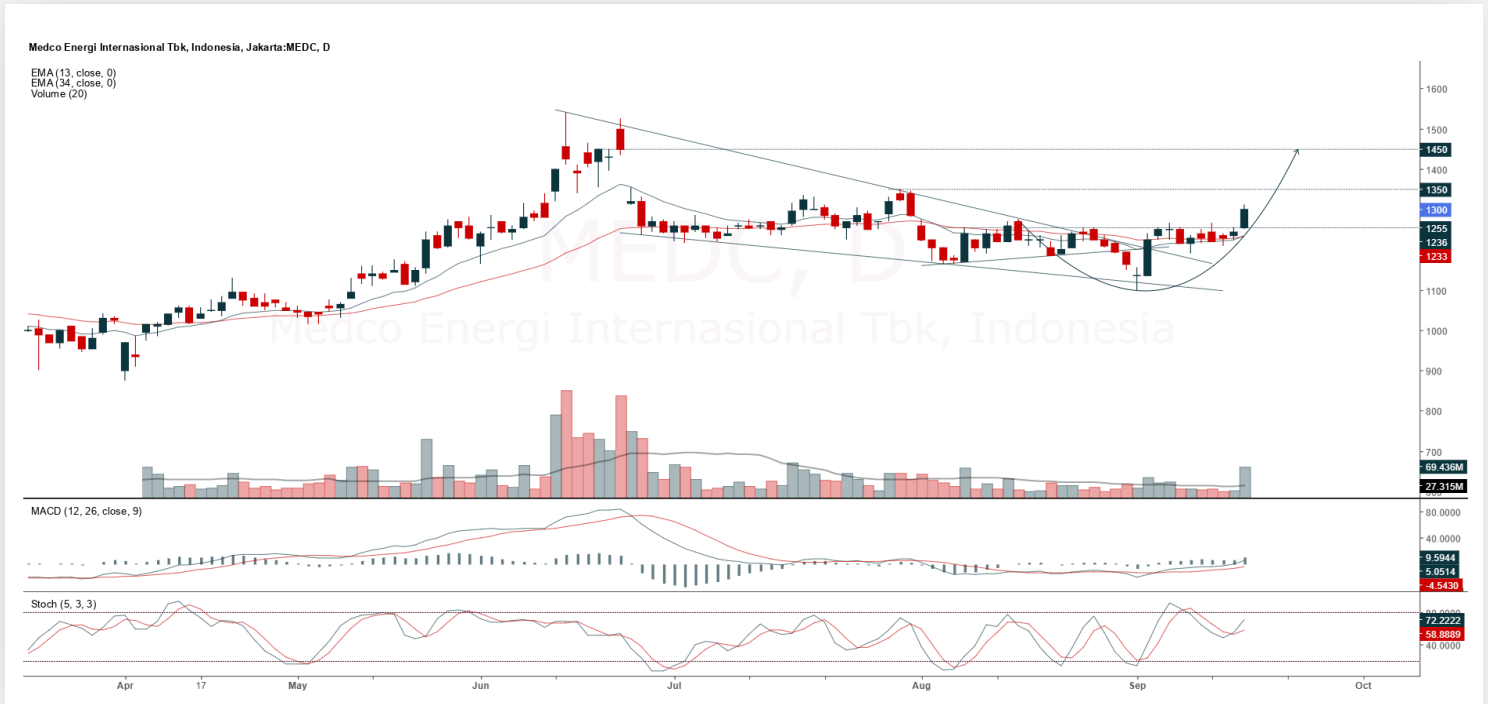 Medco Energi Internasional Tbk, Indonesia, Jakarta:MEDC, D
EMA (13, close, 0)
EMA (34, close, 0)
Volume (20)
MEDC, D
Medco Energi Internasional Tbk, Indonesia
1600
1500
1450
1400
1350
1300
1255
1236
1233
1100
1000
900
800
700
69.436M
27.315M
MACD (12, 26, close, 9)
80.0000
40.0000
9.5944
5.0514
-4.5430
Stoch (5, 3, 3)
80.0000
72.2222
58.8889
40.0000
Apr 17 May Jun Jul Aug Sep Oct